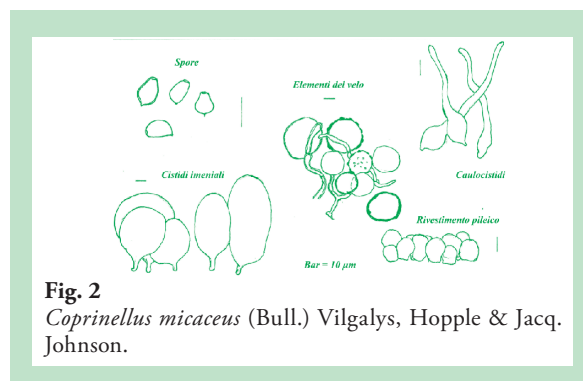 Spore
Elementi del velo
Cistidi imeniali
Caulocistidi
Rivestimento pileico
Bar = 10 µm
Fig. 2
Coprinellus micaceus (Bull.) Vilgalys, Hopple & Jacq.
Johnson.